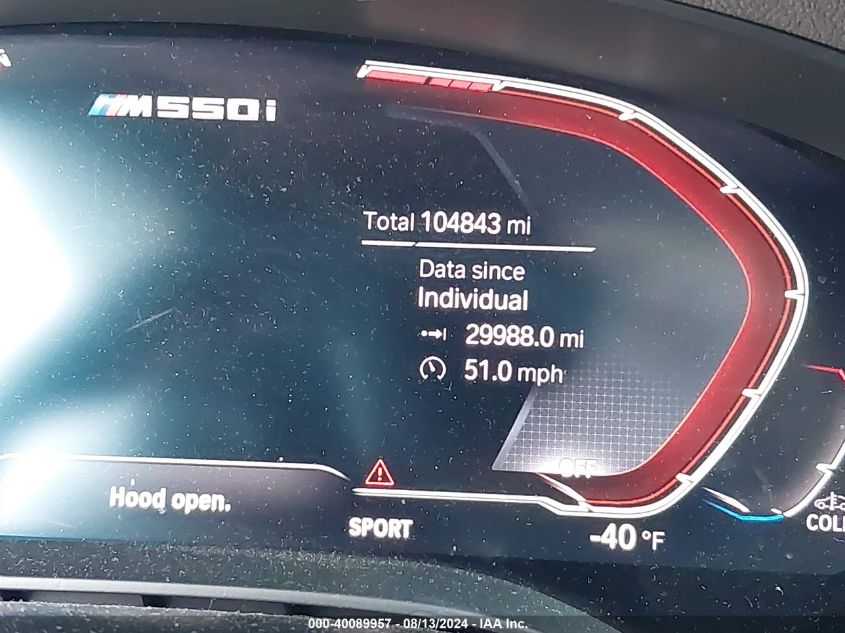 M550i
Total 104843 mi
Data since
Individual
29988.0 mi
51.0 mph
OFF
Hood open.
SPORT
-40 °F
000-40089957 - 08/13/2024 - IAA Inc.